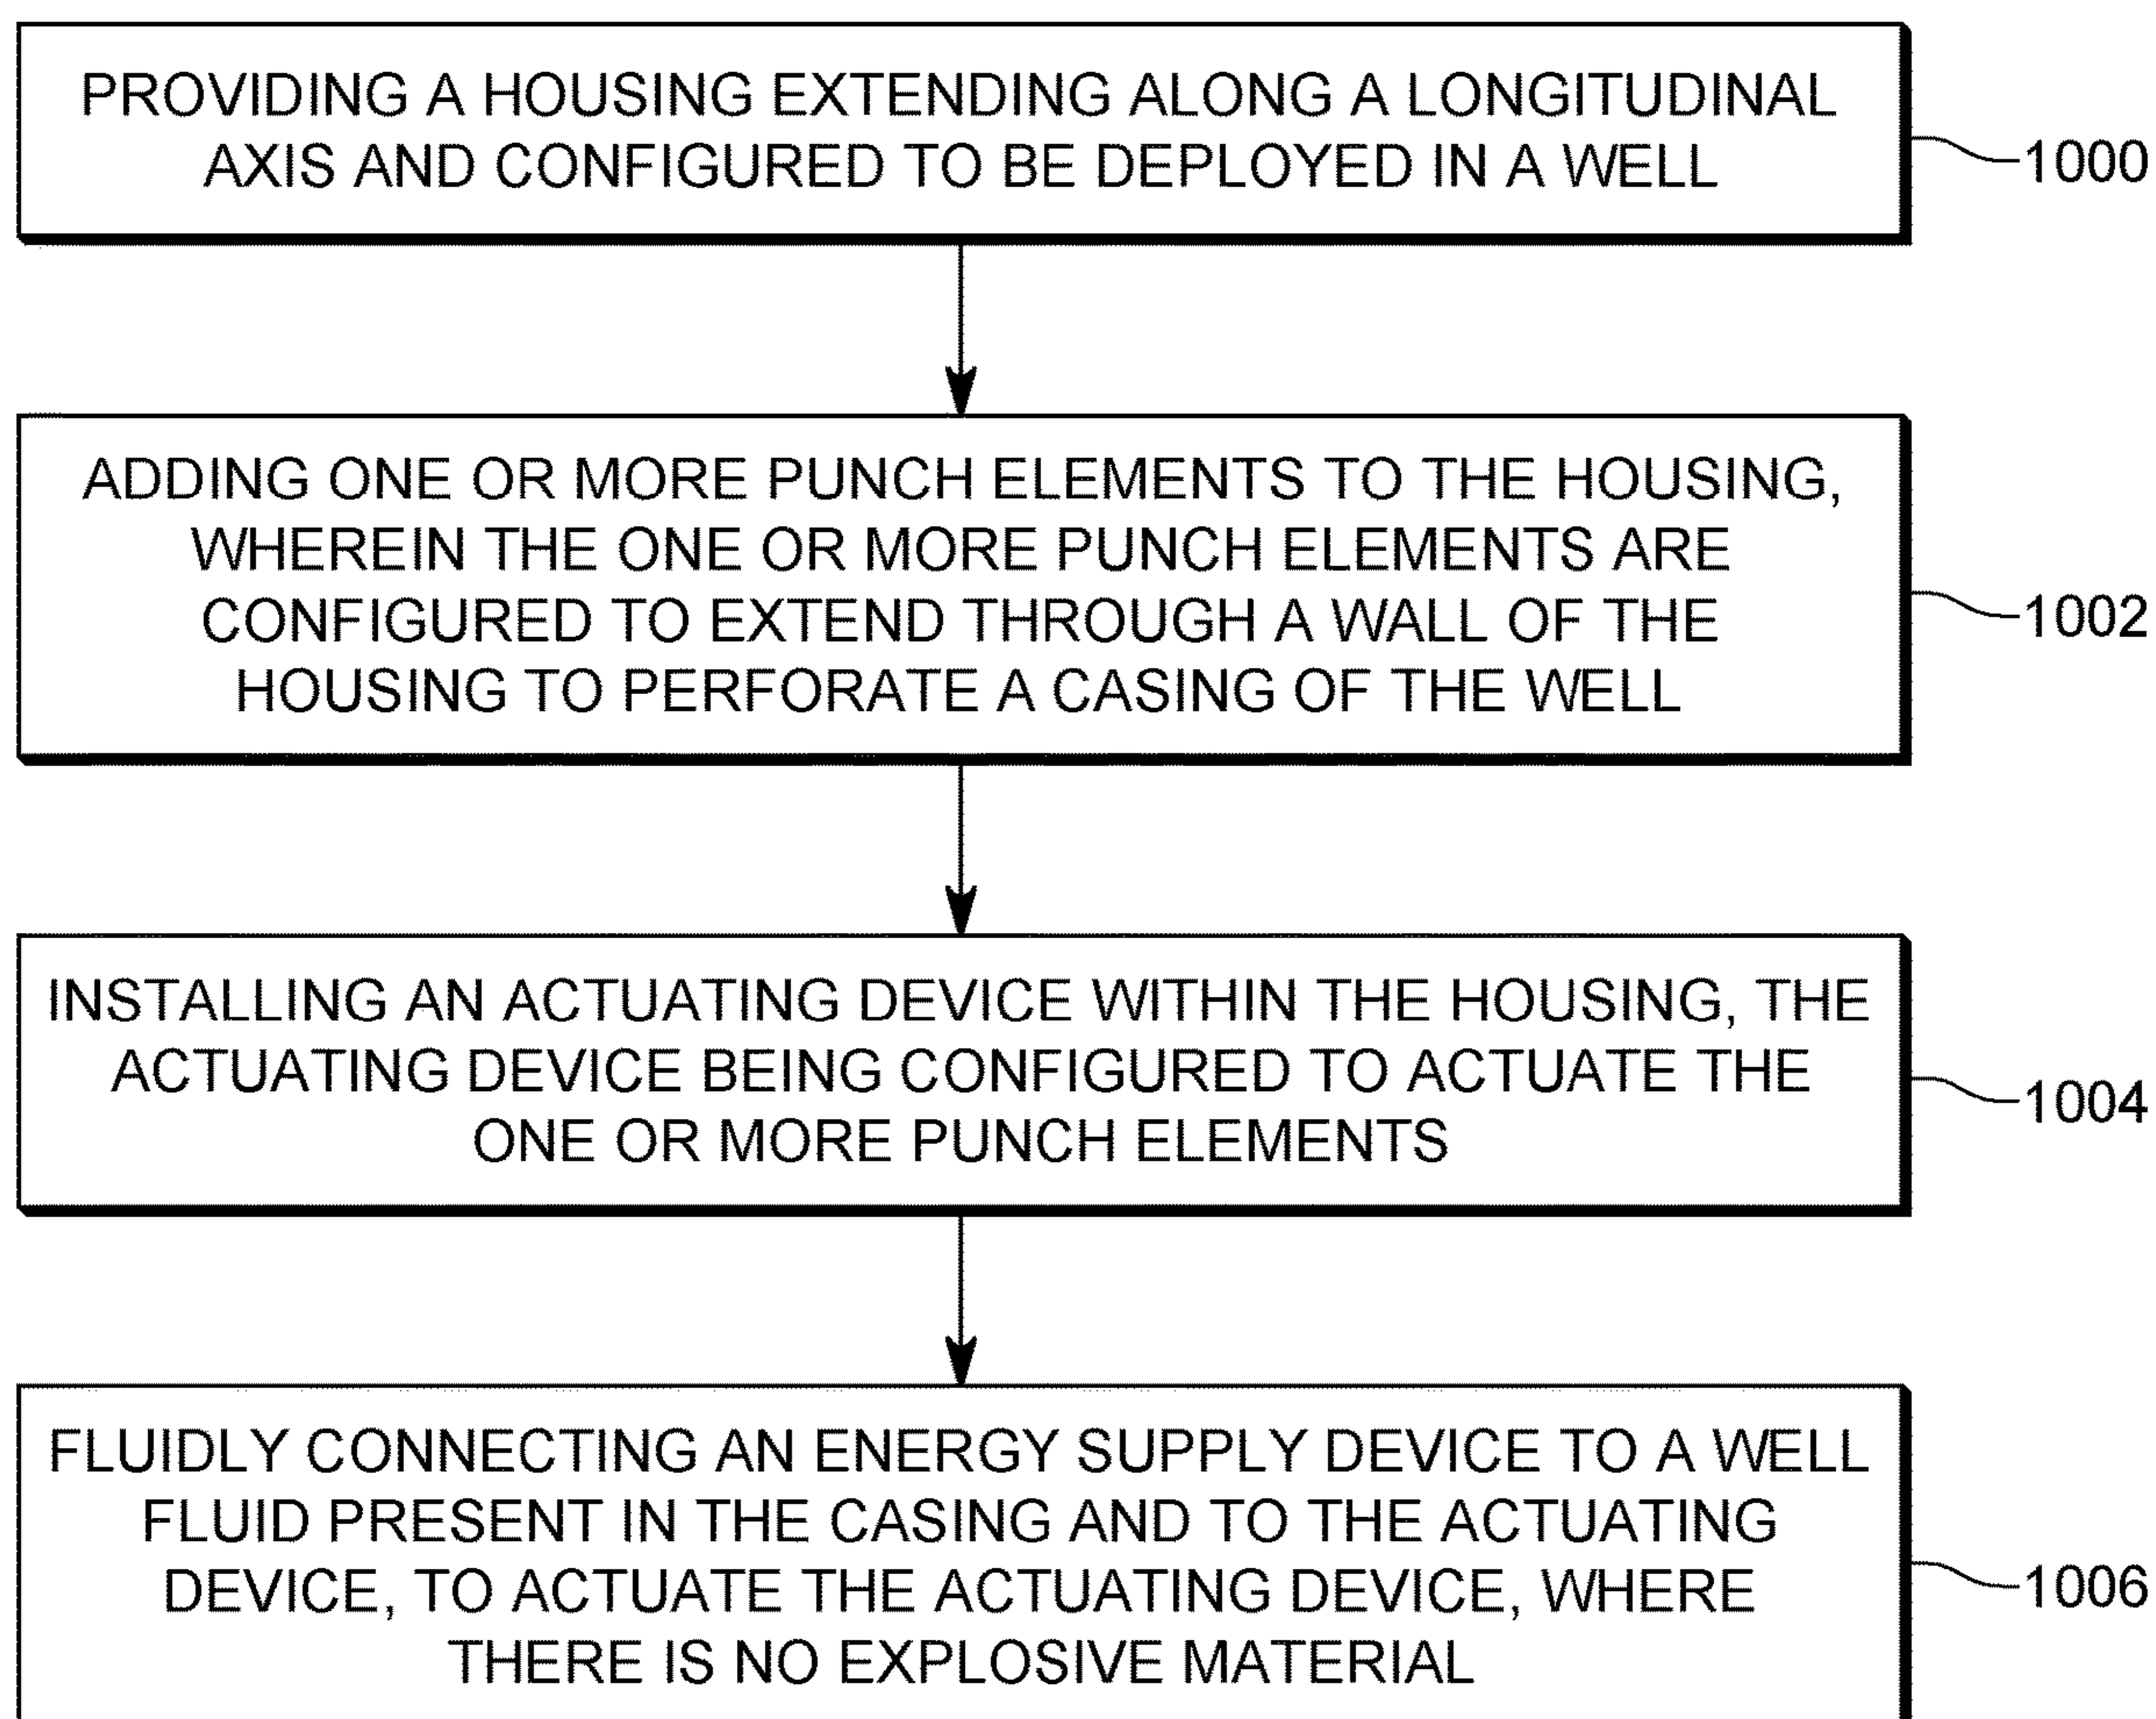 PROVIDING A HOUSING EXTENDING ALONG A LONGITUDINAL
AXIS AND CONFIGURED TO BE DEPLOYED IN A WELL
1000
ADDING ONE OR MORE PUNCH ELEMENTS TO THE HOUSING,
WHEREIN THE ONE OR MORE PUNCH ELEMENTS ARE
CONFIGURED TO EXTEND THROUGH A WALL OF THE
HOUSING TO PERFORATE A CASING OF THE WELL
1002
INSTALLING AN ACTUATING DEVICE WITHIN THE HOUSING, THE
ACTUATING DEVICE BEING CONFIGURED TO ACTUATE THE
ONE OR MORE PUNCH ELEMENTS
1004
FLUIDLY CONNECTING AN ENERGY SUPPLY DEVICE TO A WELL
FLUID PRESENT IN THE CASING AND TO THE ACTUATING
DEVICE, TO ACTUATE THE ACTUATING DEVICE, WHERE
THERE IS NO EXPLOSIVE MATERIAL
1006